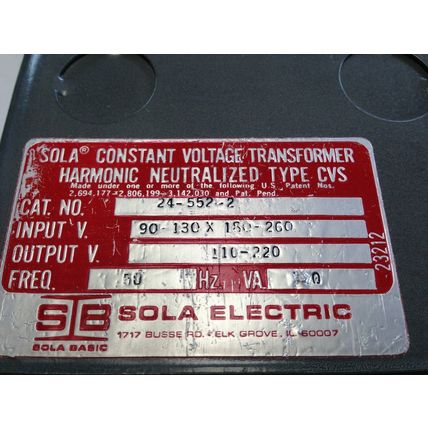 SOLA® CONSTANT VOLTAGE TRANSFORMER
HARMONIC NEUTRALIZED TYPE CVS
Made under one or more of the following U.S. Patent Nos.
2,694,177-2,806,199-3,142,030 and Pat. Pend.
CAT. NO. 24-552-2
INPUT V. 90-130 X 180-260
OUTPUT V. 110-220
FREQ. Hz. VA.
23212
STB SOLA ELECTRIC
SOLA BASIC 1717 BUSSE RD. ELK GROVE, IL 60007